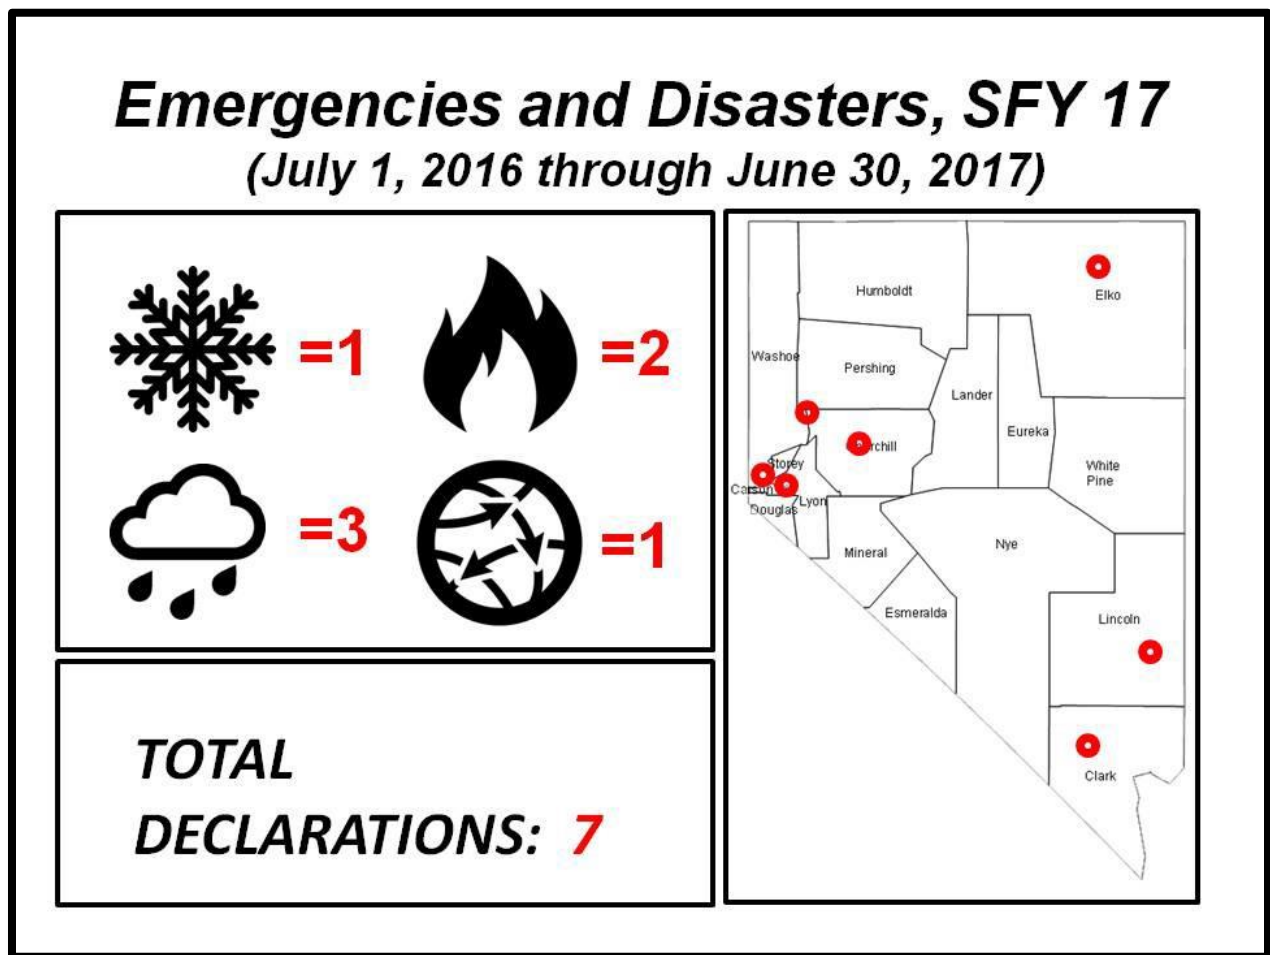 Emergencies and Disasters, SFY 17
(July 1, 2016 through June 30, 2017)
=1
=2
=3
=1
TOTAL
DECLARATIONS: 7
Elko
Humboldt
Washoe
Pershing
Lander
Eureka
rchill
Storey
White
Pine
Carson
Lyon
Douglas
Nye
Mineral
Esmeralda
Lincoln
Clark